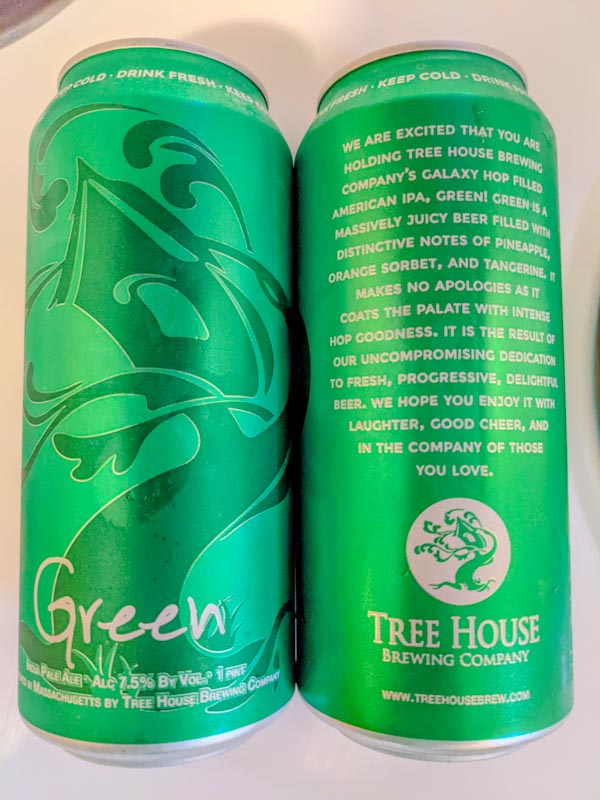 COLD · DRINK FRESH · KEEP
Green
India Pale Ale · Alc 7.5% By Vol. · 1 pint
in Massachusetts by Tree House Brewing Company
FRESH · KEEP COLD · DRINK
WE ARE EXCITED THAT YOU ARE
HOLDING TREE HOUSE BREWING
COMPANY'S GALAXY HOP FILLED
AMERICAN IPA, GREEN! GREEN IS A
MASSIVELY JUICY BEER FILLED WITH
DISTINCTIVE NOTES OF PINEAPPLE,
ORANGE SORBET, AND TANGERINE. IT
MAKES NO APOLOGIES AS IT
COATS THE PALATE WITH INTENSE
HOP GOODNESS. IT IS THE RESULT OF
OUR UNCOMPROMISING DEDICATION
TO FRESH, PROGRESSIVE, DELIGHTFUL
BEER. WE HOPE YOU ENJOY IT WITH
LAUGHTER, GOOD CHEER, AND
IN THE COMPANY OF THOSE
YOU LOVE.
TREE HOUSE
BREWING COMPANY
WWW.TREEHOUSEBREW.COM